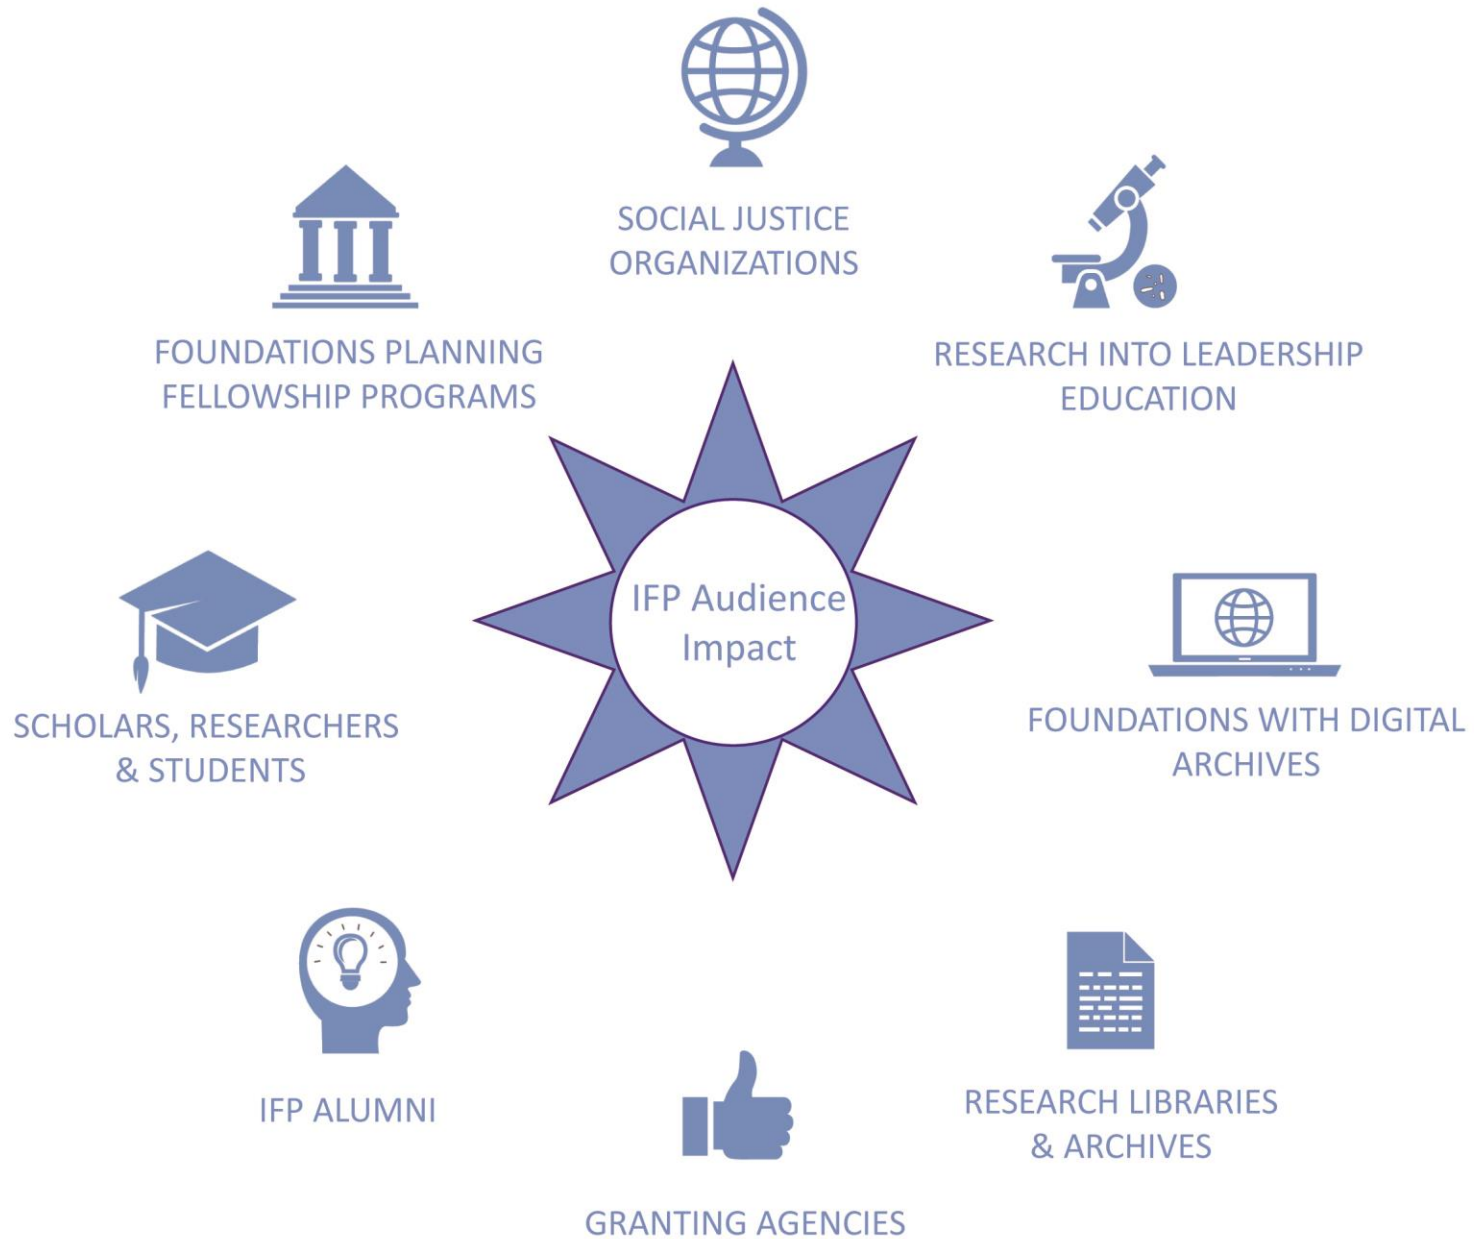 SOCIAL JUSTICE
ORGANIZATIONS
FOUNDATIONS PLANNING
FELLOWSHIP PROGRAMS
RESEARCH INTO LEADERSHIP
EDUCATION
IFP Audience
Impact
SCHOLARS, RESEARCHERS
& STUDENTS
FOUNDATIONS WITH DIGITAL
ARCHIVES
IFP ALUMNI
RESEARCH LIBRARIES
& ARCHIVES
GRANTING AGENCIES